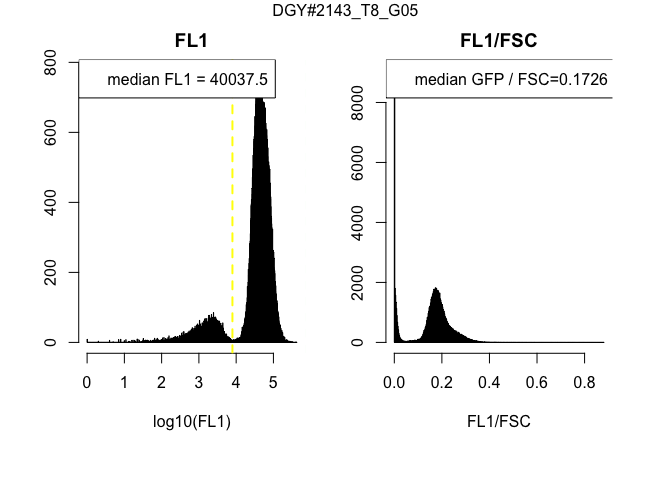 DGY#2143_T8_G05
FL1
median FL1 = 40037.5
800
600
400
200
0
0 1 2 3 4 5
log10(FL1)
FL1/FSC
median GFP / FSC=0.1726
8000
6000
4000
2000
0
0.0 0.2 0.4 0.6 0.8
FL1/FSC